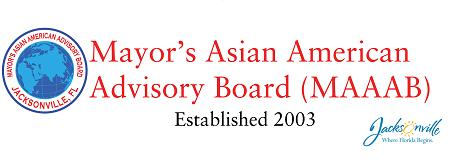 MAYOR'S ASIAN AMERICAN ADVISORY BOARD
JACKSONVILLE, FL
Mayor's Asian American
Advisory Board (MAAAB)
Established 2003
Jacksonville
Where Florida Begins.